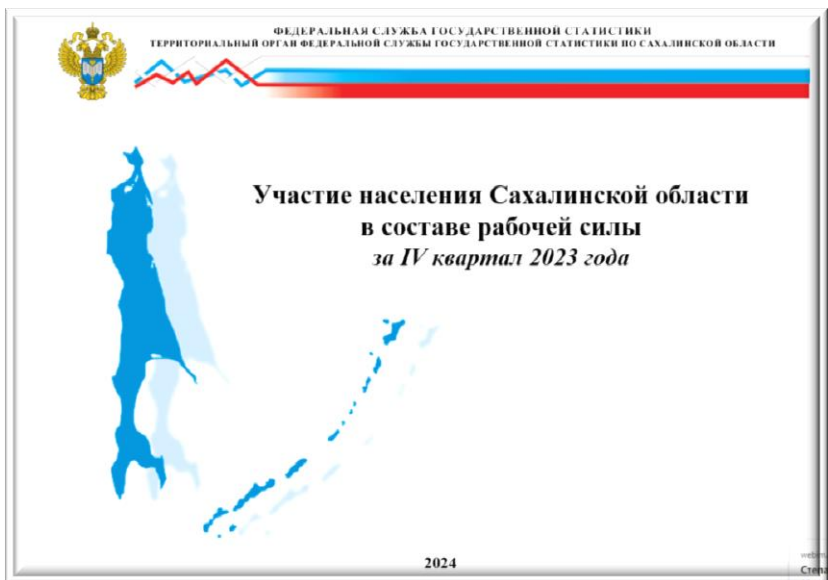 ФЕДЕРАЛЬНАЯ СЛУЖБА ГОСУДАРСТВЕННОЙ СТАТИСТИКИ
ТЕРРИТОРИАЛЬНЫЙ ОРГАН ФЕДЕРАЛЬНОЙ СЛУЖБЫ ГОСУДАРСТВЕННОЙ СТАТИСТИКИ ПО САХАЛИНСКОЙ ОБЛАСТИ
Участие населения Сахалинской области
в составе рабочей силы
за IV квартал 2023 года
2024